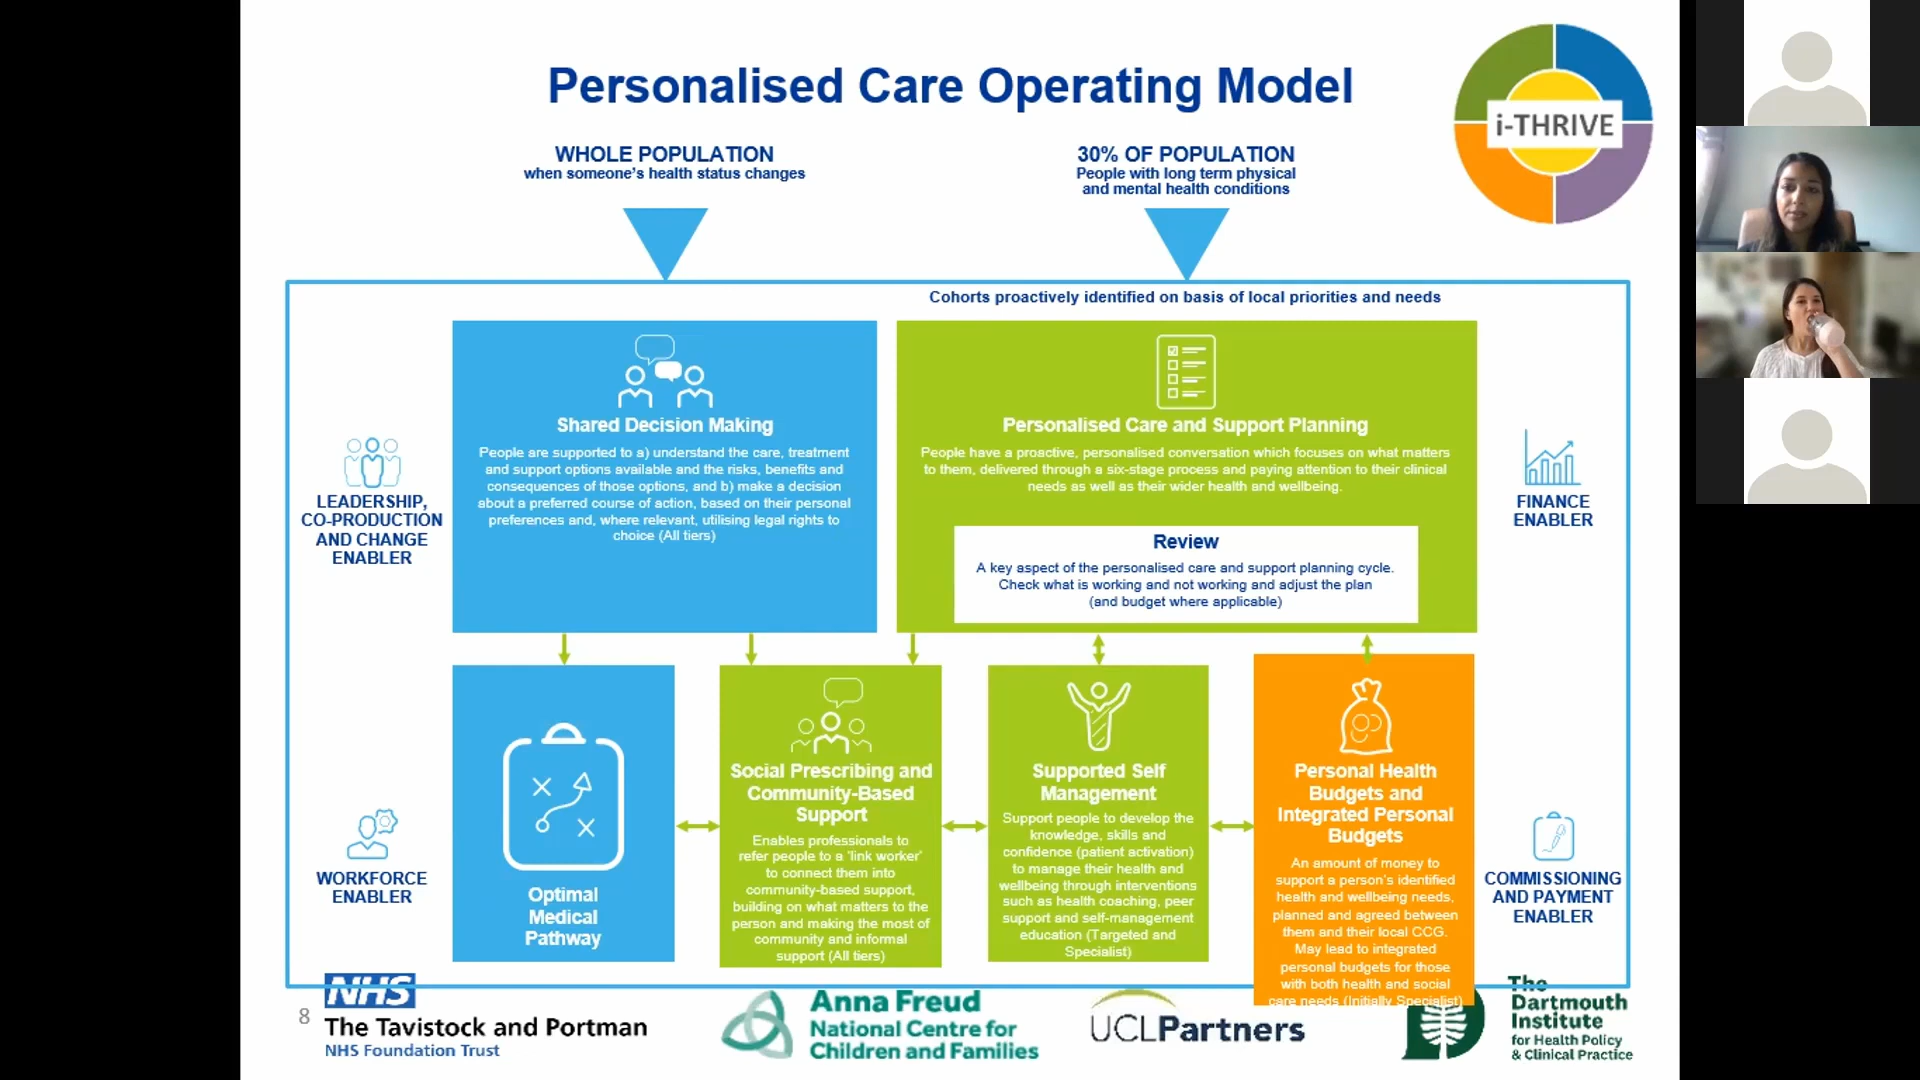 Personalised Care Operating Model
i-THRIVE
WHOLE POPULATION
when someone's health status changes
30% OF POPULATION
People with long term physical
and mental health conditions
Cohorts proactively identified on basis of local priorities and needs
Shared Decision Making
People are supported to a) understand the care, treatment
and support options available and the risks, benefits and
consequences of those options, and b) make a decision
about a preferred course of action, based on their personal
preferences and, where relevant, utilising legal rights to
choice (All tiers)
Personalised Care and Support Planning
People have a proactive, personalised conversation which focuses on what matters
to them, delivered through a six-stage process and paying attention to their clinical
needs as well as their wider health and wellbeing.
Review
A key aspect of the personalised care and support planning cycle.
Check what is working and not working and adjust the plan
(and budget where applicable)
LEADERSHIP,
CO-PRODUCTION
AND CHANGE
ENABLER
FINANCE
ENABLER
WORKFORCE
ENABLER
Optimal
Medical
Pathway
Social Prescribing and
Community-Based
Support
Enables professionals to
refer people to a 'link worker'
to connect them into
community-based support,
building on what matters to the
person and making the most of
community and informal
support (All tiers)
Supported Self
Management
Support people to develop the
knowledge, skills and
confidence (patient activation)
to manage their health and
wellbeing through interventions
such as health coaching, peer
support and self-management
education (Targeted and
Specialist)
Personal Health
Budgets and
Integrated Personal
Budgets
An amount of money to
support a person's identified
health and wellbeing needs,
planned and agreed between
them and their local CCG.
May lead to integrated
personal budgets for those
with both health and social
care needs (Initially Specialist)
COMMISSIONING
AND PAYMENT
ENABLER
8
NHS
The Tavistock and Portman
NHS Foundation Trust
Anna Freud
National Centre for
Children and Families
UCLPartners
The
Dartmouth
Institute
for Health Policy
& Clinical Practice